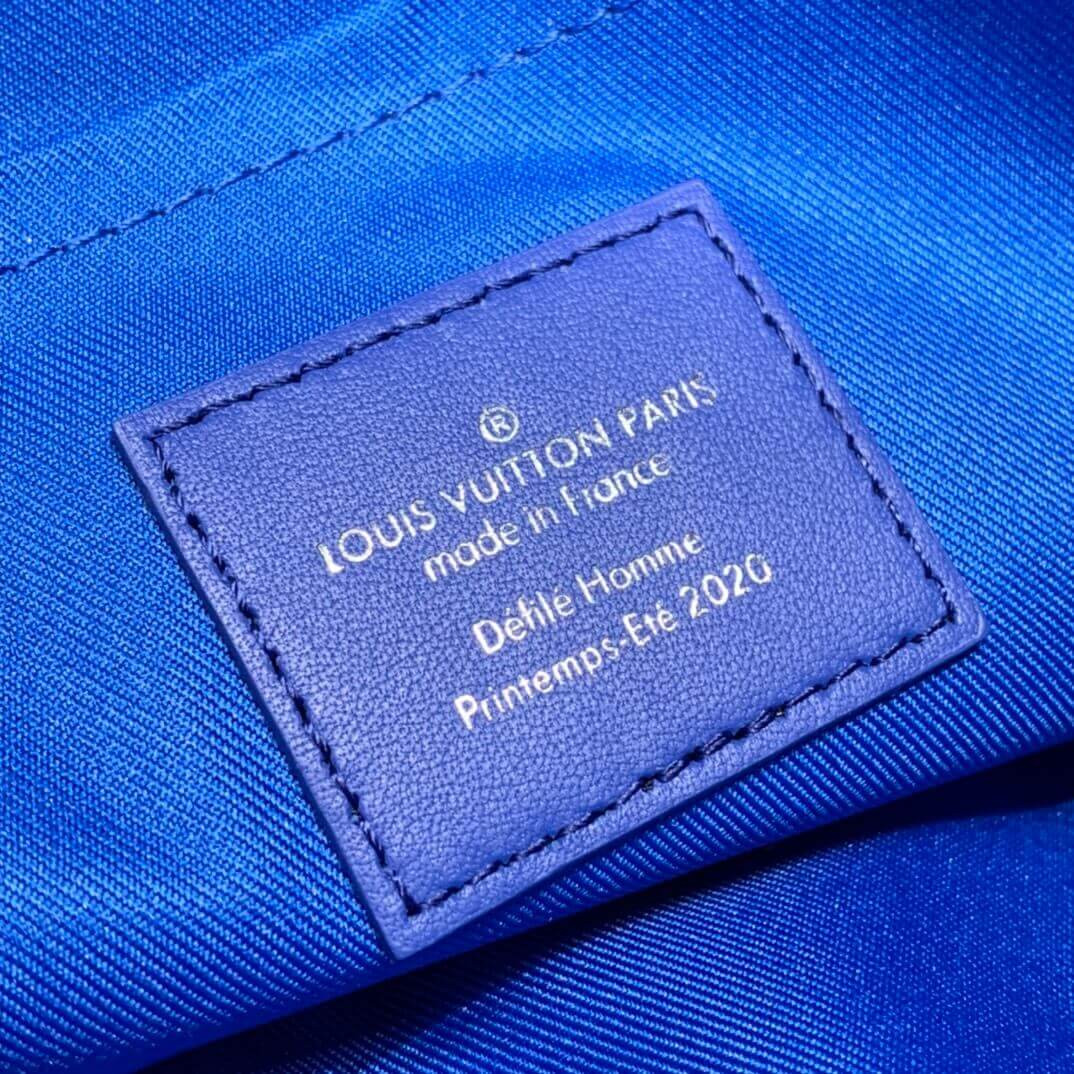 ®
LOUIS VUITTON PARIS
made in France
Défilé Homme
Printemps-Eté 2020